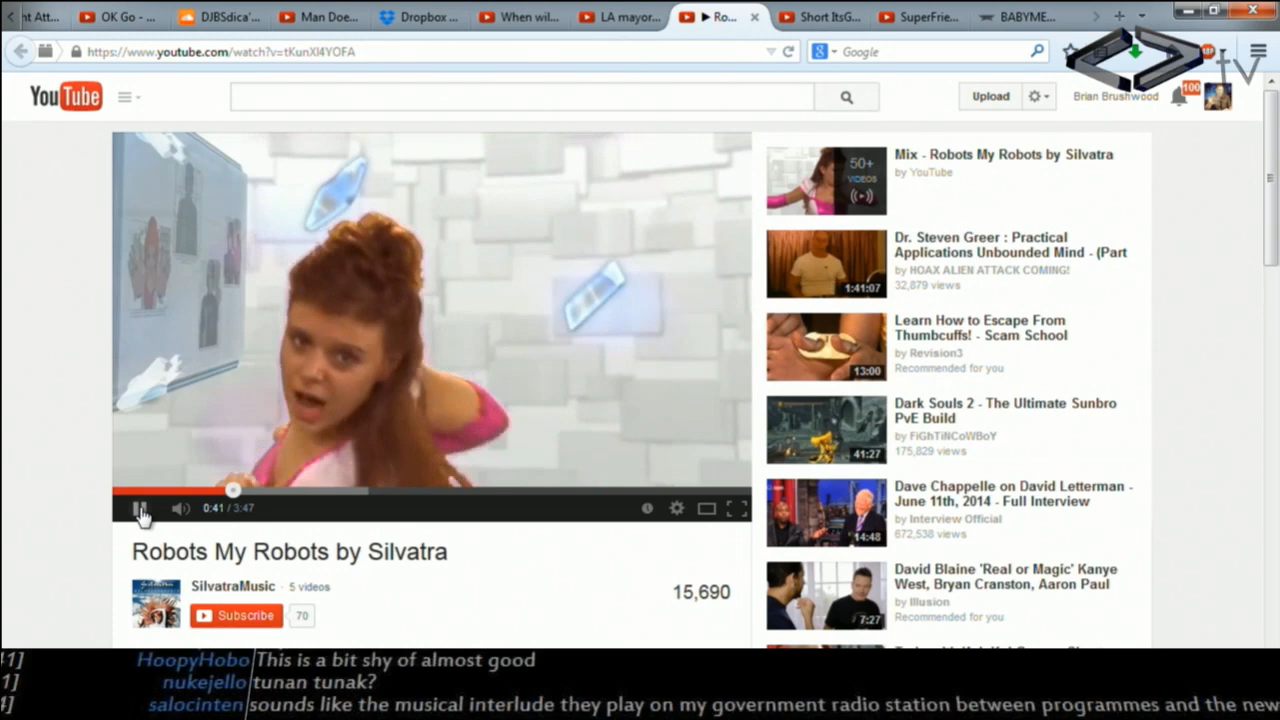 nt Att...
OK Go - ...
DJBSdica'...
Man Doe...
Dropbox ...
When wil...
LA mayor...
▶ Ro...
Short ItsG...
SuperFrie...
BABYME...
https://www.youtube.com/watch?v=tKunXl4YOFA
Google
tv
YouTube
Upload
Brian Brushwood
100
Mix - Robots My Robots by Silvatra
by YouTube
50+
VIDEOS
Dr. Steven Greer : Practical
Applications Unbounded Mind - (Part
by HOAX ALIEN ATTACK COMING!
32,879 views
1:41:07
Learn How to Escape From
Thumbcuffs! - Scam School
by Revision3
Recommended for you
13:00
Dark Souls 2 - The Ultimate Sunbro
PvE Build
by FiGhTiNCoWBoY
175,829 views
41:27
Dave Chappelle on David Letterman -
June 11th, 2014 - Full Interview
by Interview Official
672,538 views
14:48
David Blaine 'Real or Magic' Kanye
West, Bryan Cranston, Aaron Paul
by Illusion
Recommended for you
7:27
0:41 / 3:47
Robots My Robots by Silvatra
SilvatraMusic · 5 videos
Subscribe 70
15,690
41] HoopyHobo This is a bit shy of almost good
1] nukejello tunan tunak?
4] salocinten sounds like the musical interlude they play on my government radio station between programmes and the new